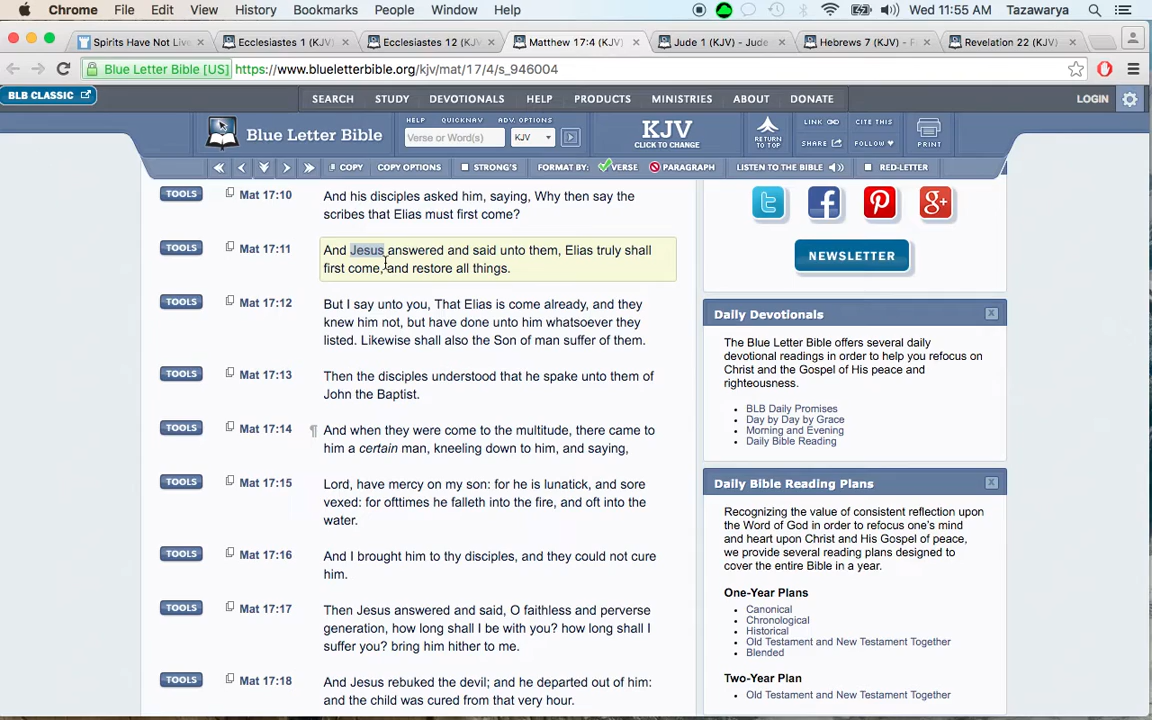 Chrome File Edit View History Bookmarks People Window Help Wed 11:55 AM Tazawarya
Spirits Have Not Live Ecclesiastes 1 (KJV) Ecclesiastes 12 (KJV) Matthew 17:4 (KJV) Jude 1 (KJV) - Jude Hebrews 7 (KJV) - F Revelation 22 (KJV)
Blue Letter Bible [US] https://www.blueletterbible.org/kjv/mat/17/4/s_946004
BLB CLASSIC SEARCH STUDY DEVOTIONALS HELP PRODUCTS MINISTRIES ABOUT DONATE LOGIN
HELP QUICKNAV ADV. OPTIONS
Blue Letter Bible Verse or Word(s) KJV
KJV
CLICK TO CHANGE
RETURN TO TOP
LINK CITE THIS
SHARE FOLLOW PRINT
COPY COPY OPTIONS STRONG'S FORMAT BY: VERSE PARAGRAPH LISTEN TO THE BIBLE RED-LETTER
TOOLS Mat 17:10 And his disciples asked him, saying, Why then say the
scribes that Elias must first come?
TOOLS Mat 17:11 And Jesus answered and said unto them, Elias truly shall
first come, and restore all things.
TOOLS Mat 17:12 But I say unto you, That Elias is come already, and they
knew him not, but have done unto him whatsoever they
listed. Likewise shall also the Son of man suffer of them.
TOOLS Mat 17:13 Then the disciples understood that he spake unto them of
John the Baptist.
TOOLS Mat 17:14 ¶ And when they were come to the multitude, there came to
him a certain man, kneeling down to him, and saying,
TOOLS Mat 17:15 Lord, have mercy on my son: for he is lunatick, and sore
vexed: for ofttimes he falleth into the fire, and oft into the
water.
TOOLS Mat 17:16 And I brought him to thy disciples, and they could not cure
him.
TOOLS Mat 17:17 Then Jesus answered and said, O faithless and perverse
generation, how long shall I be with you? how long shall I
suffer you? bring him hither to me.
TOOLS Mat 17:18 And Jesus rebuked the devil; and he departed out of him:
and the child was cured from that very hour.
NEWSLETTER
Daily Devotionals
The Blue Letter Bible offers several daily
devotional readings in order to help you refocus on
Christ and the Gospel of His peace and
righteousness.
BLB Daily Promises
Day by Day by Grace
Morning and Evening
Daily Bible Reading
Daily Bible Reading Plans
Recognizing the value of consistent reflection upon
the Word of God in order to refocus one's mind
and heart upon Christ and His Gospel of peace,
we provide several reading plans designed to
cover the entire Bible in a year.
One-Year Plans
Canonical
Chronological
Historical
Old Testament and New Testament Together
Blended
Two-Year Plan
Old Testament and New Testament Together